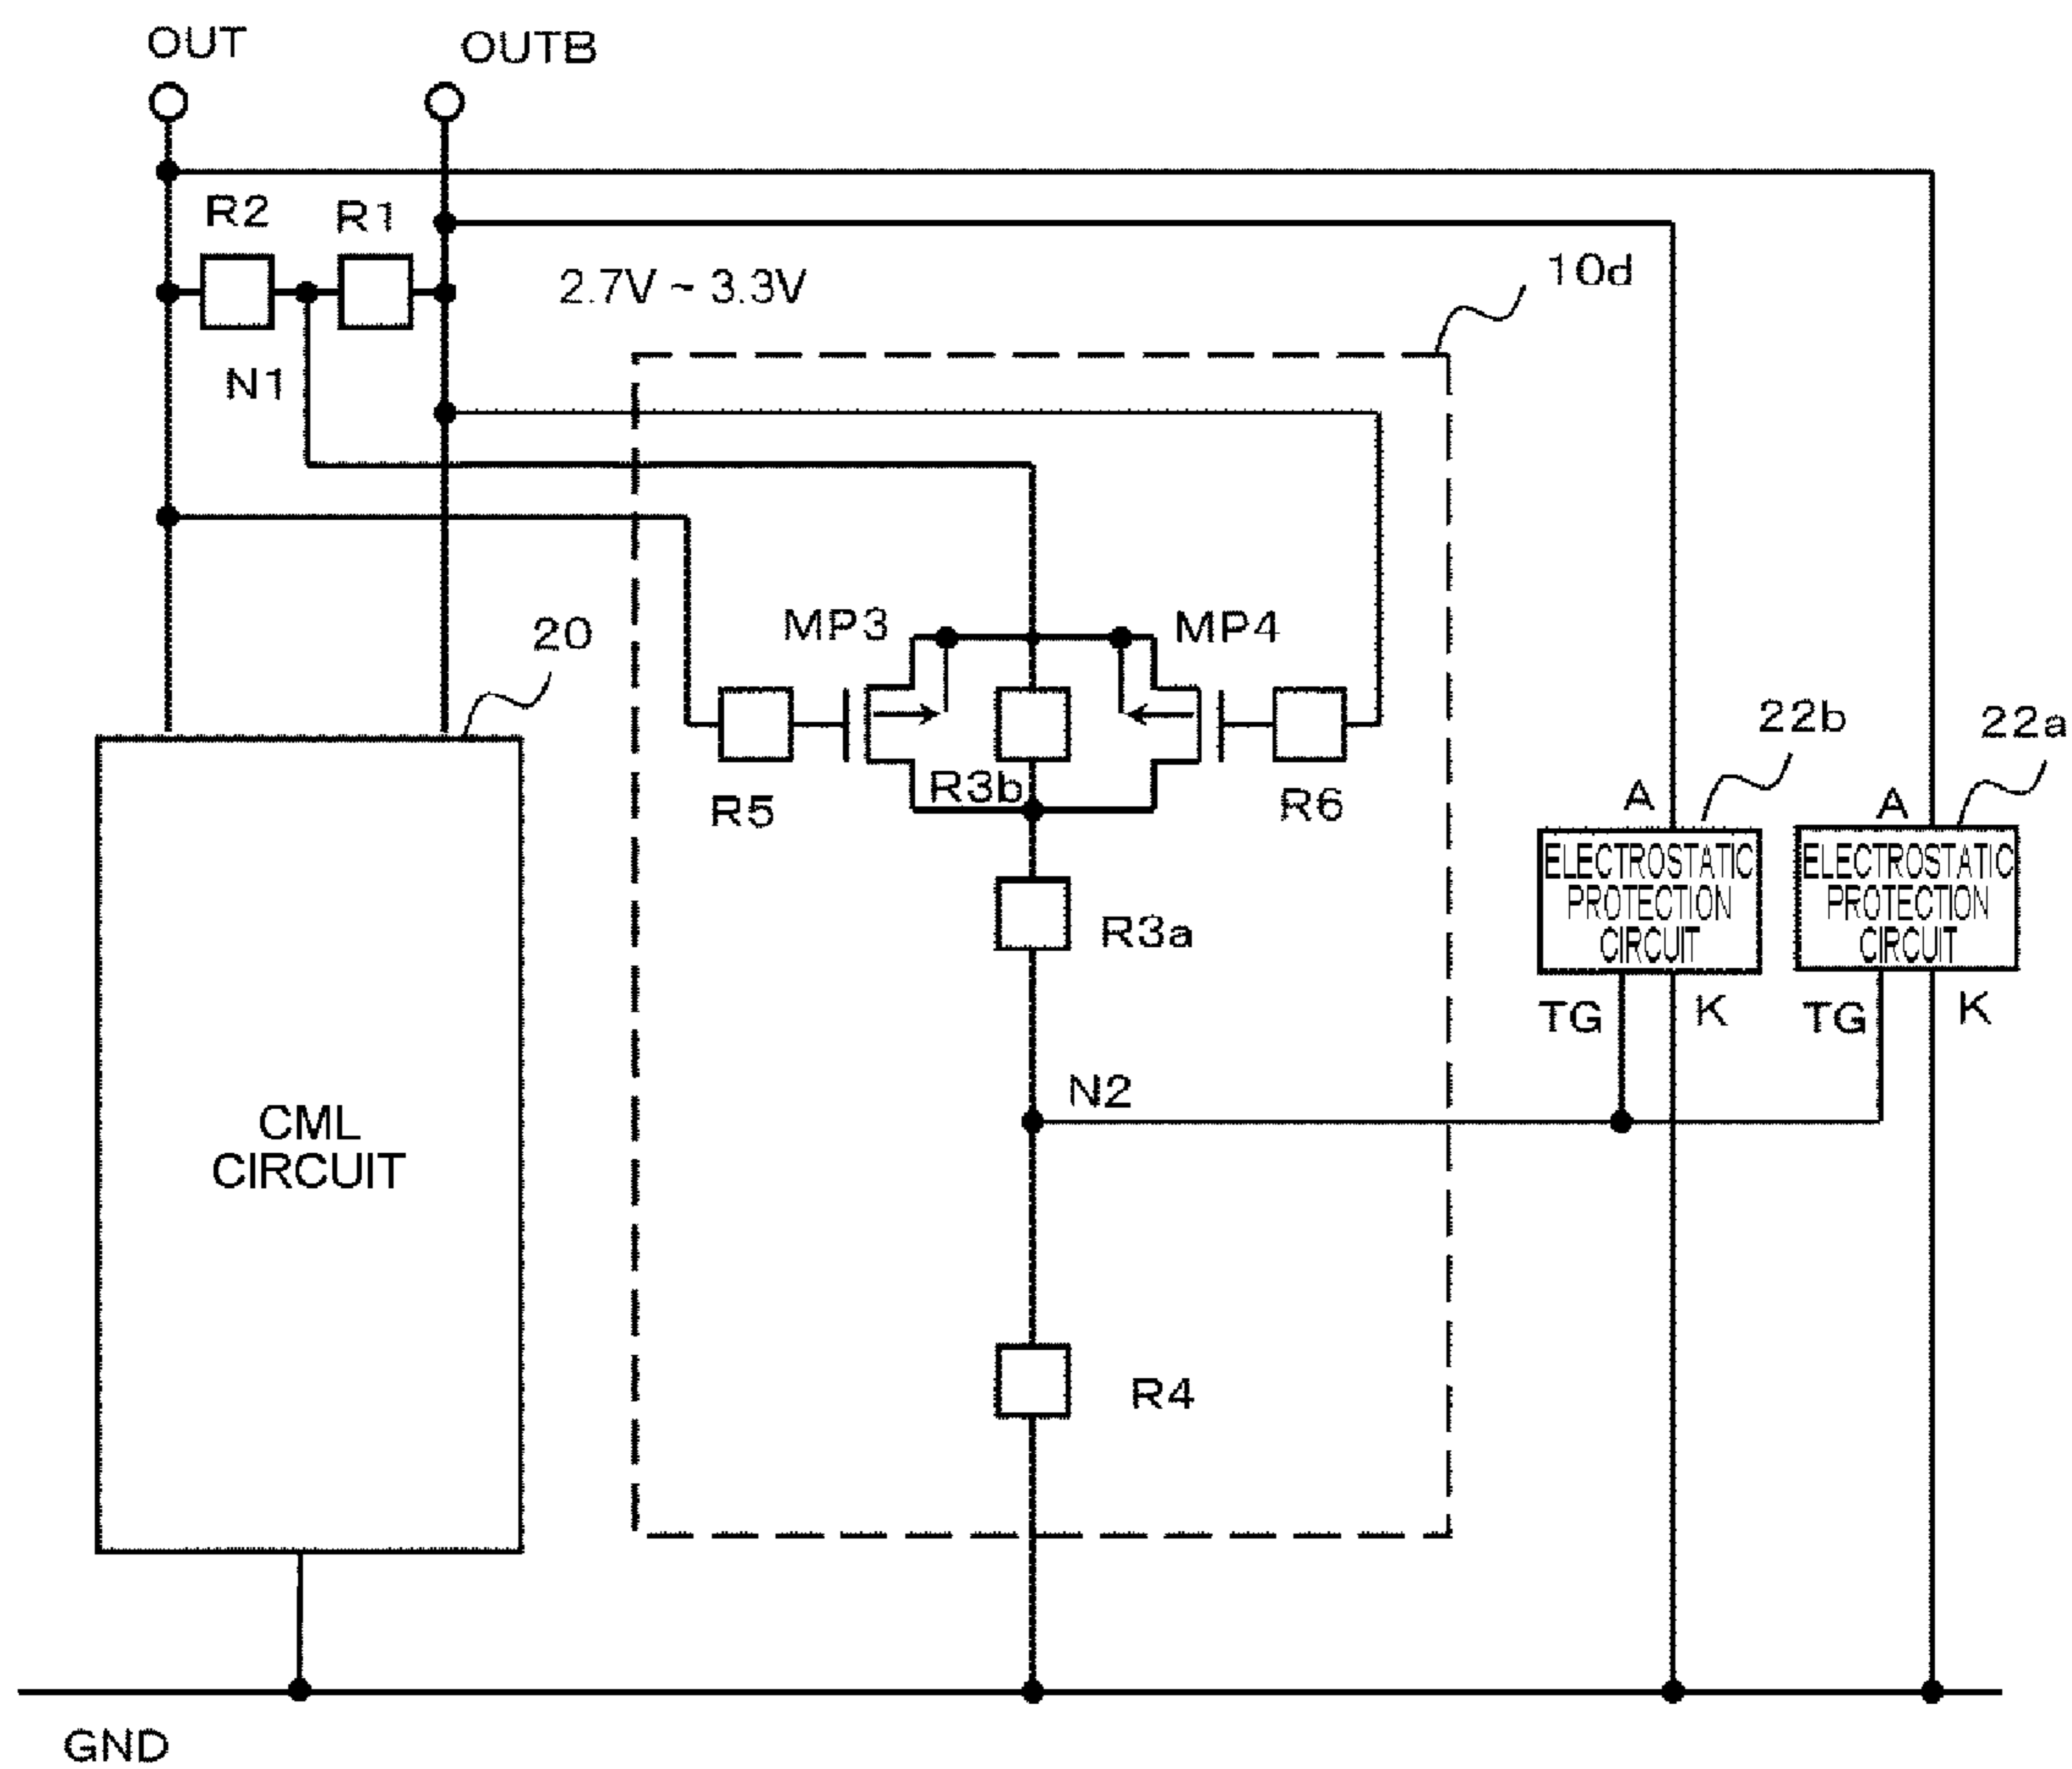 OUT
OUTB
R2
R1
2.7V ~ 3.3V
10d
N1
MP3
MP4
20
22b
22a
R5
R3b
R6
A
A
ELECTROSTATIC
PROTECTION
CIRCUIT
ELECTROSTATIC
PROTECTION
CIRCUIT
R3a
TG
K
TG
K
N2
CML
CIRCUIT
R4
GND